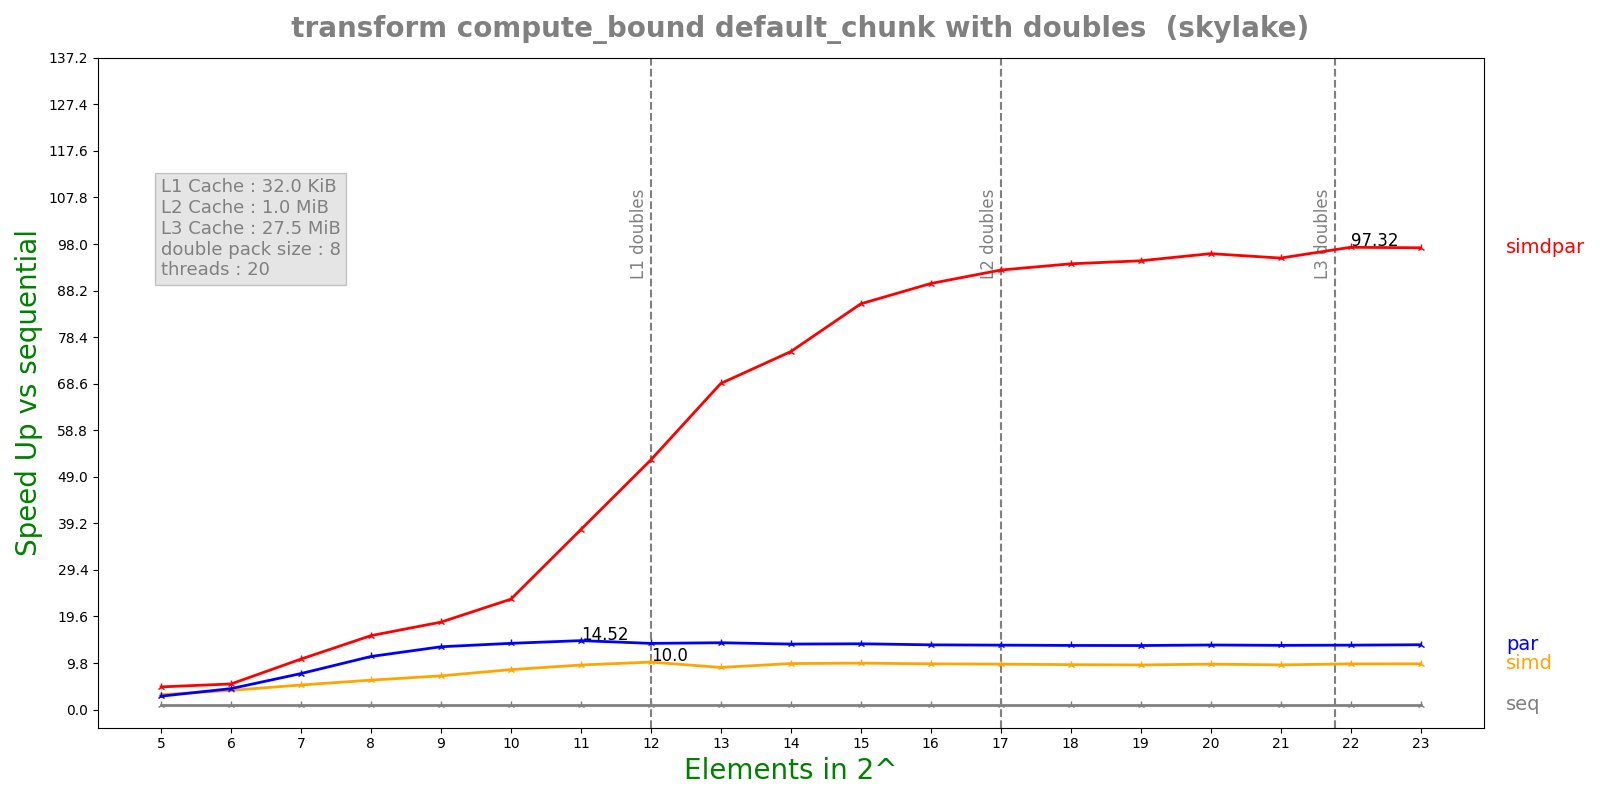 transform compute_bound default_chunk with doubles (skylake)
137.2
127.4
117.6
107.8
98.0
88.2
78.4
68.6
58.8
49.0
39.2
29.4
19.6
9.8
0.0
Speed Up vs sequential
L1 Cache : 32.0 KiB
L2 Cache : 1.0 MiB
L3 Cache : 27.5 MiB
double pack size : 8
threads : 20
L1 doubles
L2 doubles
L3 doubles
97.32
14.52
10.0
simdpar
par
simd
seq
5 6 7 8 9 10 11 12 13 14 15 16 17 18 19 20 21 22 23
Elements in 2^